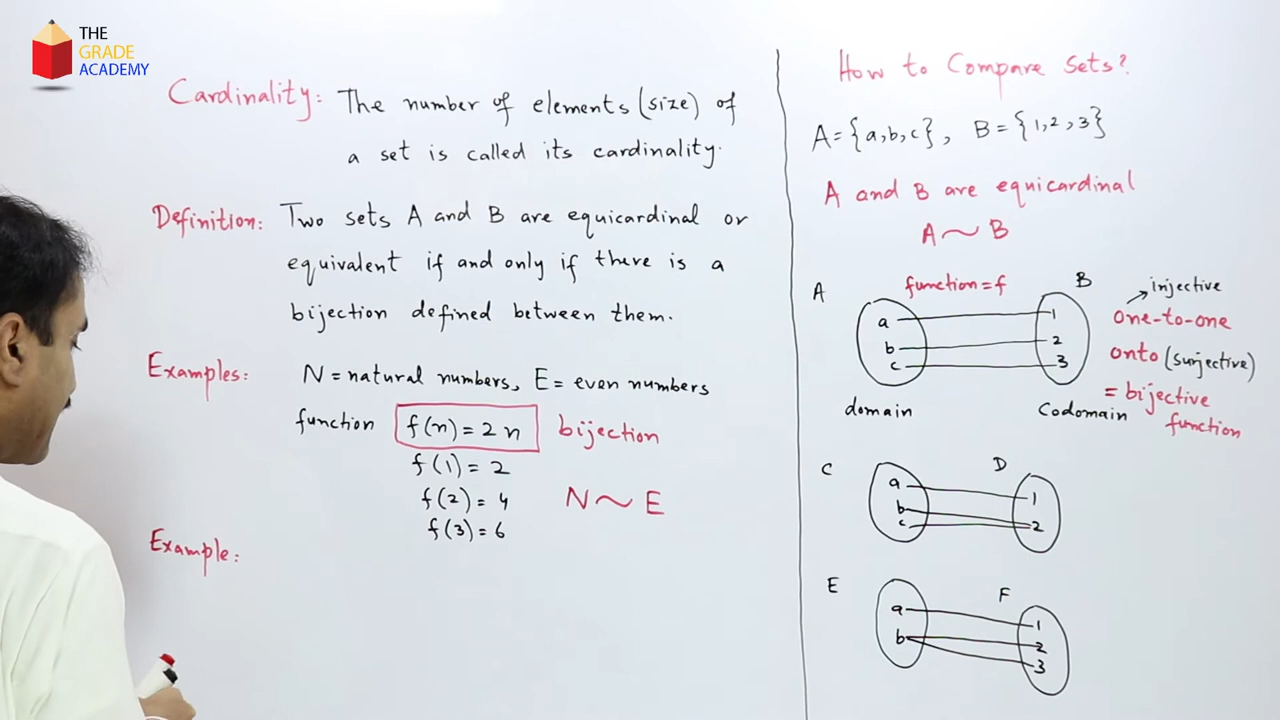 THE
GRADE
ACADEMY
Cardinality: The number of elements (size) of
a set is called its cardinality.
Definition: Two sets A and B are equicardinal or
equivalent if and only if there is a
bijection defined between them.
Examples: N = natural numbers, E = even numbers
function f(n) = 2n bijection
f(1) = 2
f(2) = 4 N ~ E
f(3) = 6
Example:
How to Compare Sets?
A = {a,b,c}, B = {1,2,3}
A and B are equicardinal
A ~ B
function = f
A B
a 1
b 2
c 3
domain Codomain
injective
one-to-one
onto (surjective)
= bijective
function
C D
a 1
b 2
c
E F
a 1
b 2
3